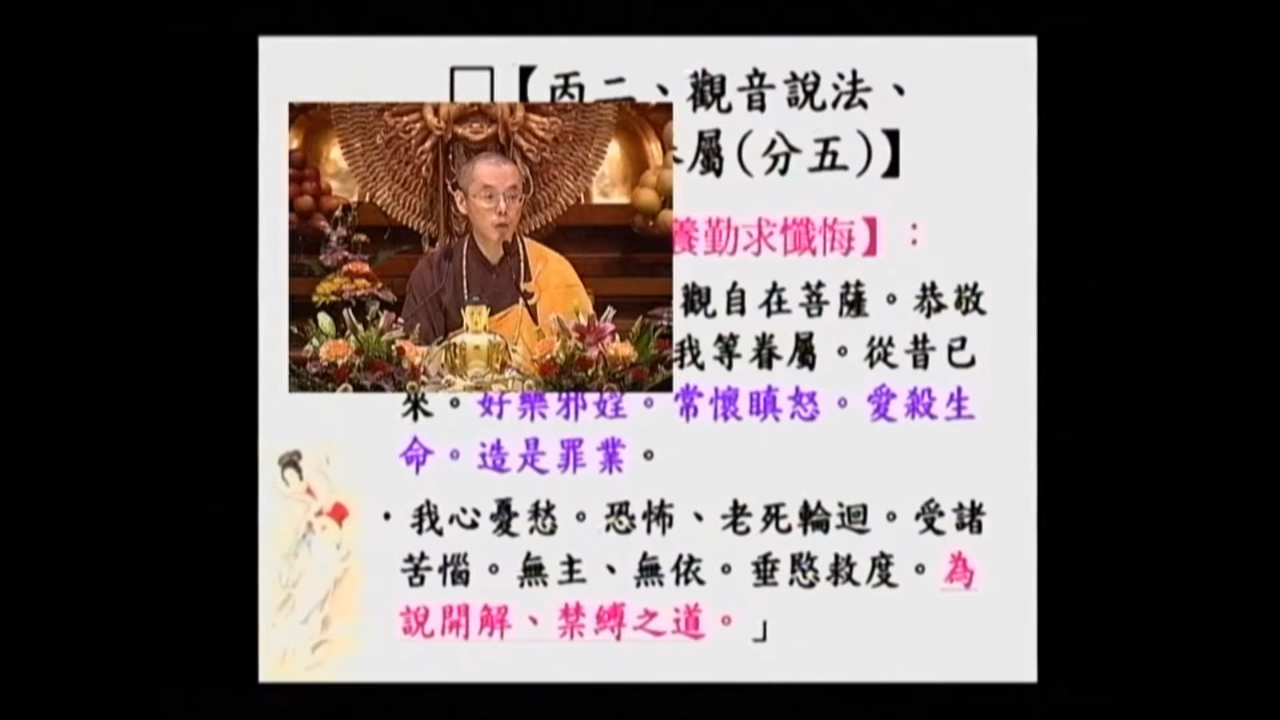 □【丙二、觀音說法、
屬(分五)】
養勤求懺悔】：
觀自在菩薩。恭敬
我等眷屬。從昔已
來。好樂邪婬。常懷瞋怒。愛殺生
命。造是罪業。
・我心憂愁。恐怖、老死輪迴。受諸
苦惱。無主、無依。垂愍救度。為
說開解、禁縛之道。」